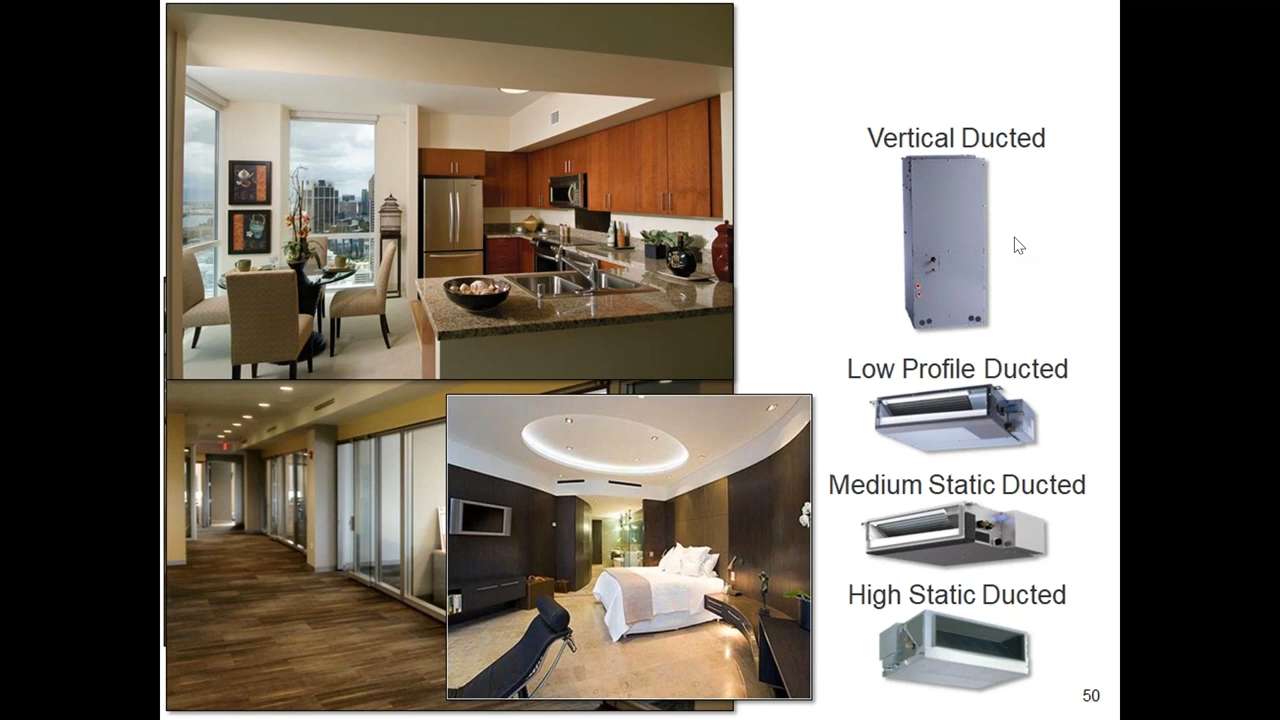 Vertical Ducted
Low Profile Ducted
Medium Static Ducted
High Static Ducted
50